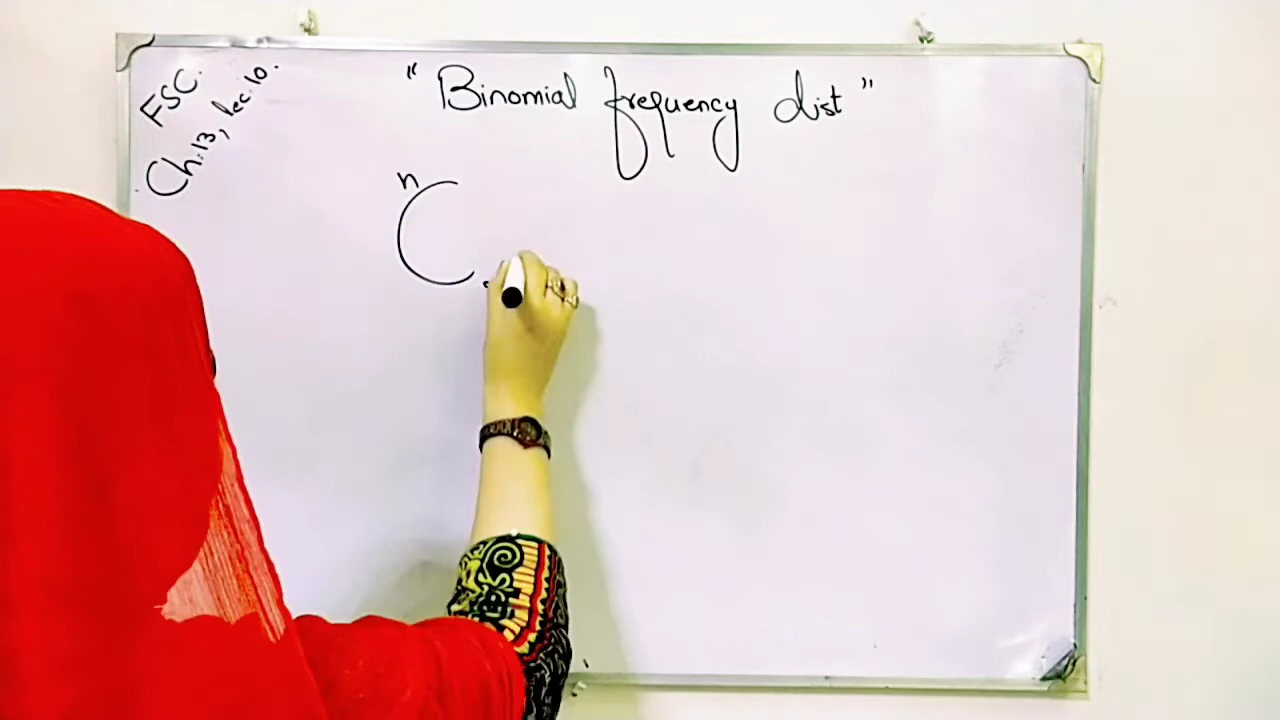 FSC.
Ch:13, lec:10.
"Binomial frequency dist"
n
C